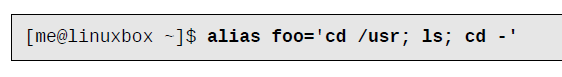 [me@linuxbox ~]$ alias foo='cd /usr; ls; cd -'